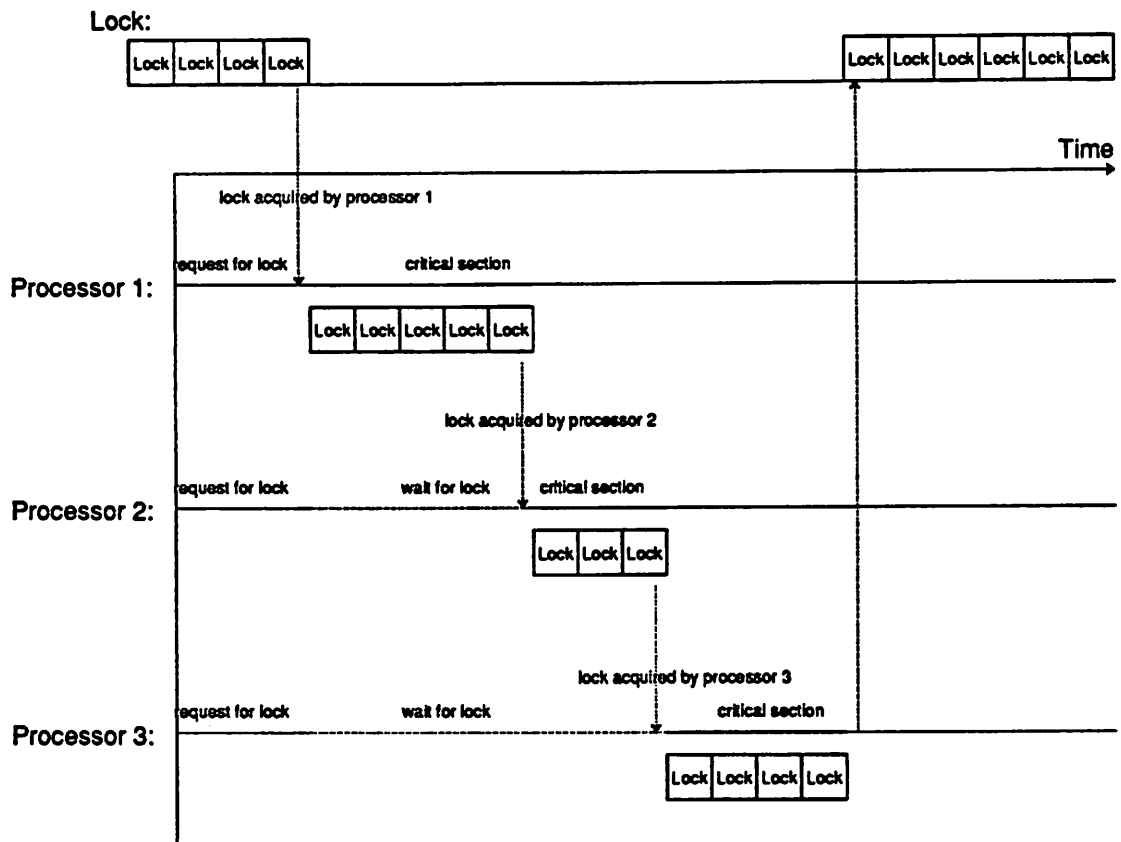 Lock:
Lock Lock Lock Lock
Lock Lock Lock Lock Lock Lock
Time
lock acquired by processor 1
request for lock critical section
Processor 1:
Lock Lock Lock Lock Lock
lock acquired by processor 2
request for lock wait for lock critical section
Processor 2:
Lock Lock Lock
lock acquired by processor 3
request for lock wait for lock critical section
Processor 3:
Lock Lock Lock Lock